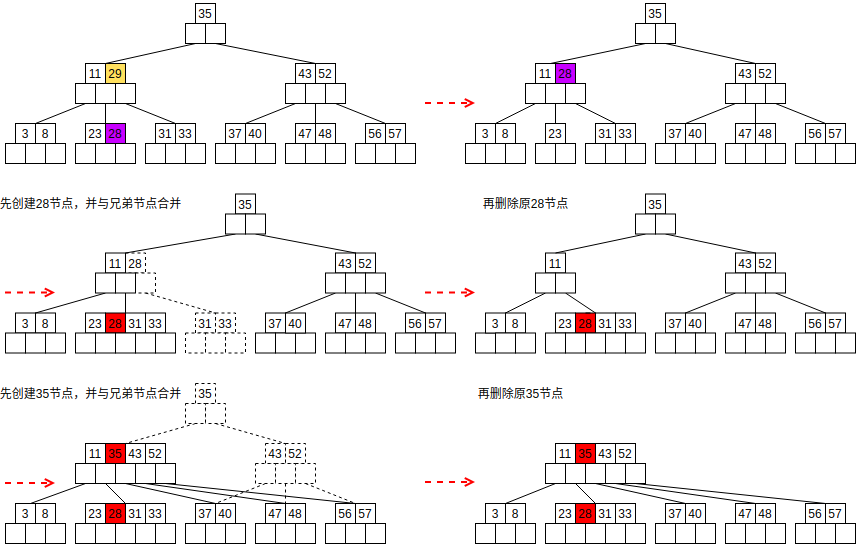 35 35
11 29 43 52 11 28 43 52
3 8 23 28 31 33 37 40 47 48 56 57 3 8 23 31 33 37 40 47 48 56 57
先创建28节点，并与兄弟节点合并 35 再删除原28节点 35
11 28 43 52 11 43 52
3 8 23 28 31 33 31 33 37 40 47 48 56 57 3 8 23 28 31 33 37 40 47 48 56 57
先创建35节点，并与兄弟节点合并 35 再删除原35节点
11 35 43 52 43 52 11 35 43 52
3 8 23 28 31 33 37 40 47 48 56 57 3 8 23 28 31 33 37 40 47 48 56 57